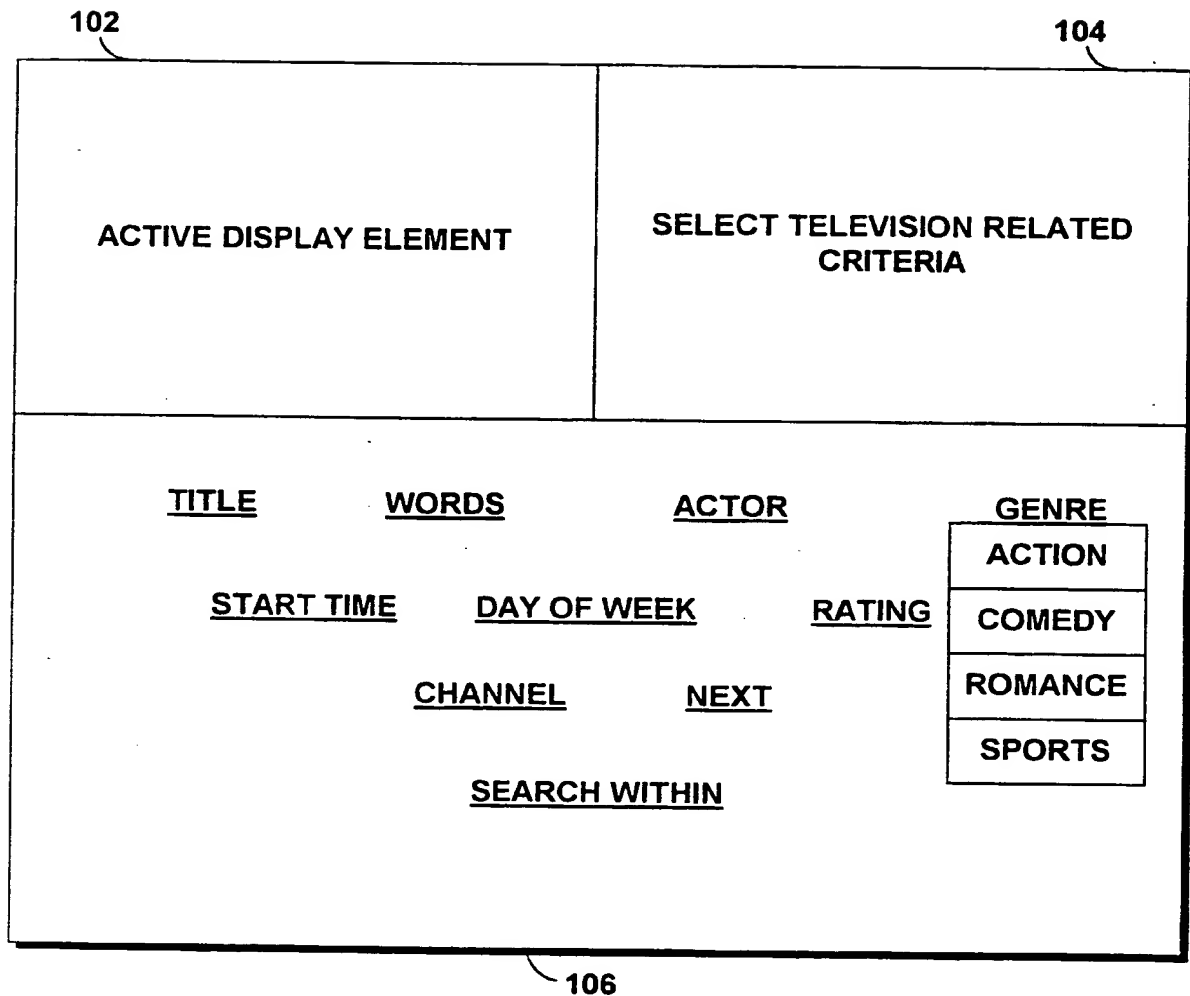 102
104
ACTIVE DISPLAY ELEMENT
SELECT TELEVISION RELATED
CRITERIA
TITLE WORDS ACTOR GENRE
ACTION
START TIME DAY OF WEEK RATING COMEDY
CHANNEL NEXT ROMANCE
SPORTS
SEARCH WITHIN
106